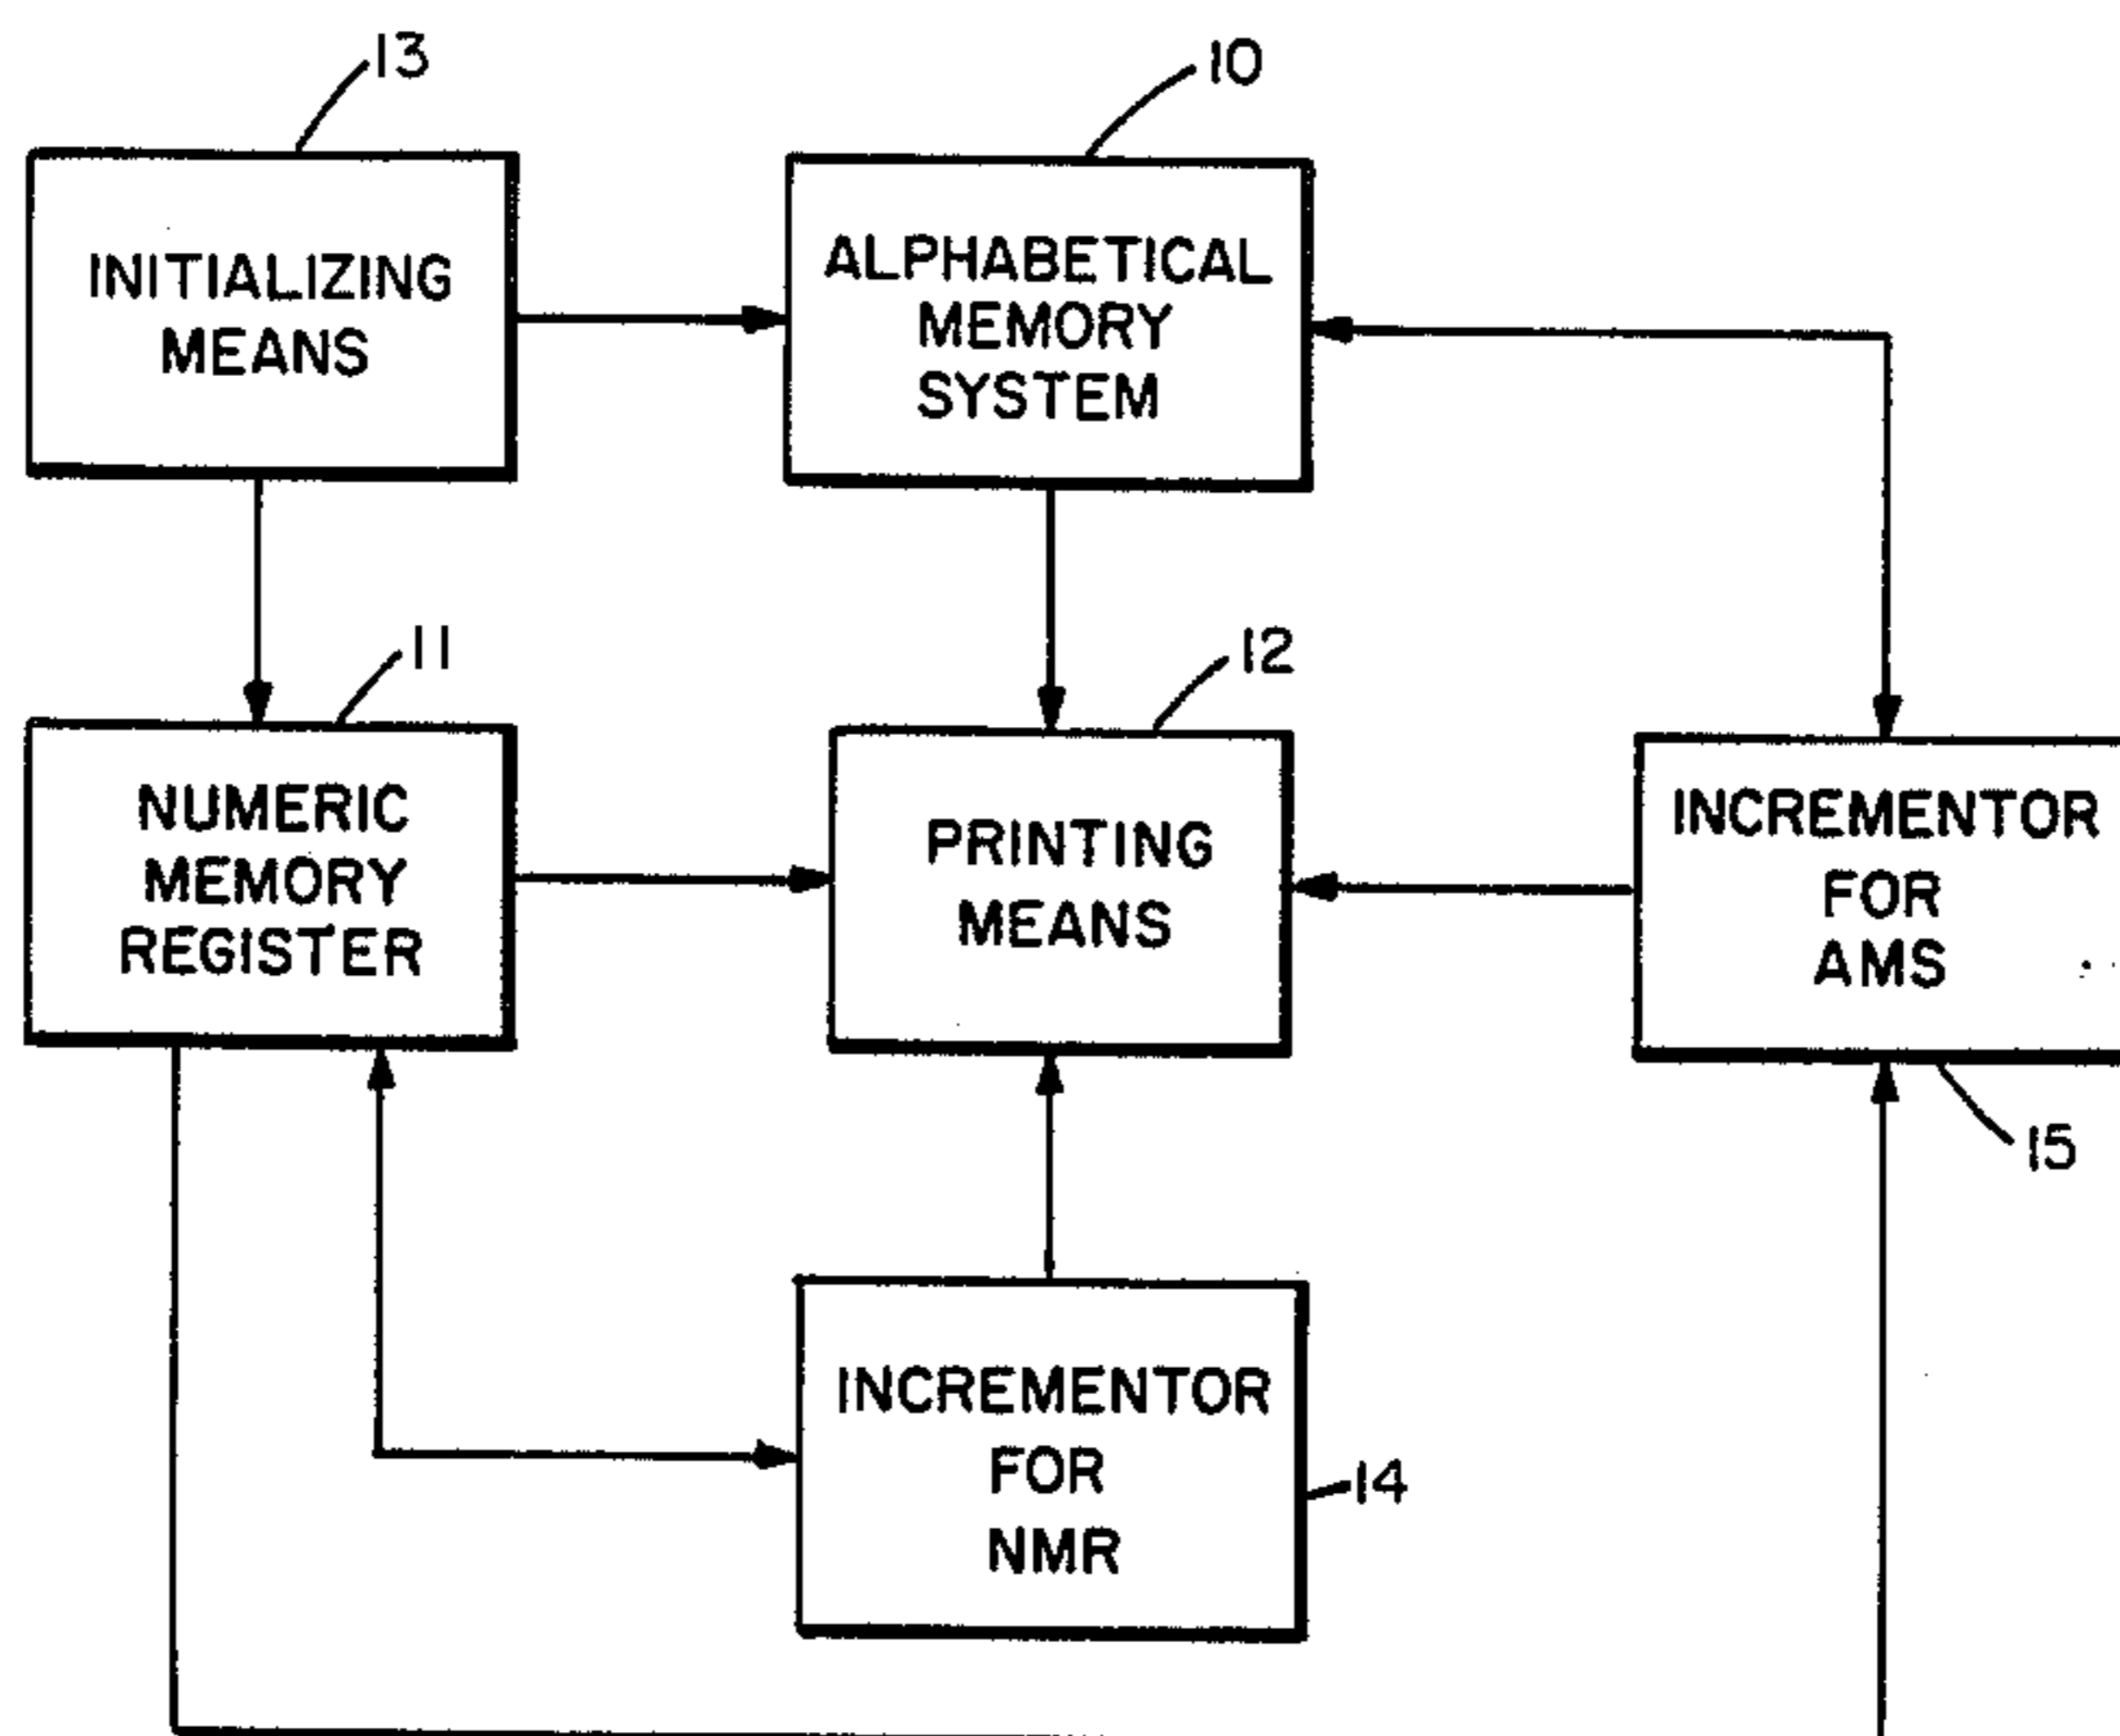 13
10
INITIALIZING
MEANS
ALPHABETICAL
MEMORY
SYSTEM
11
12
NUMERIC
MEMORY
REGISTER
PRINTING
MEANS
INCREMENTOR
FOR
AMS
15
INCREMENTOR
FOR
NMR
14